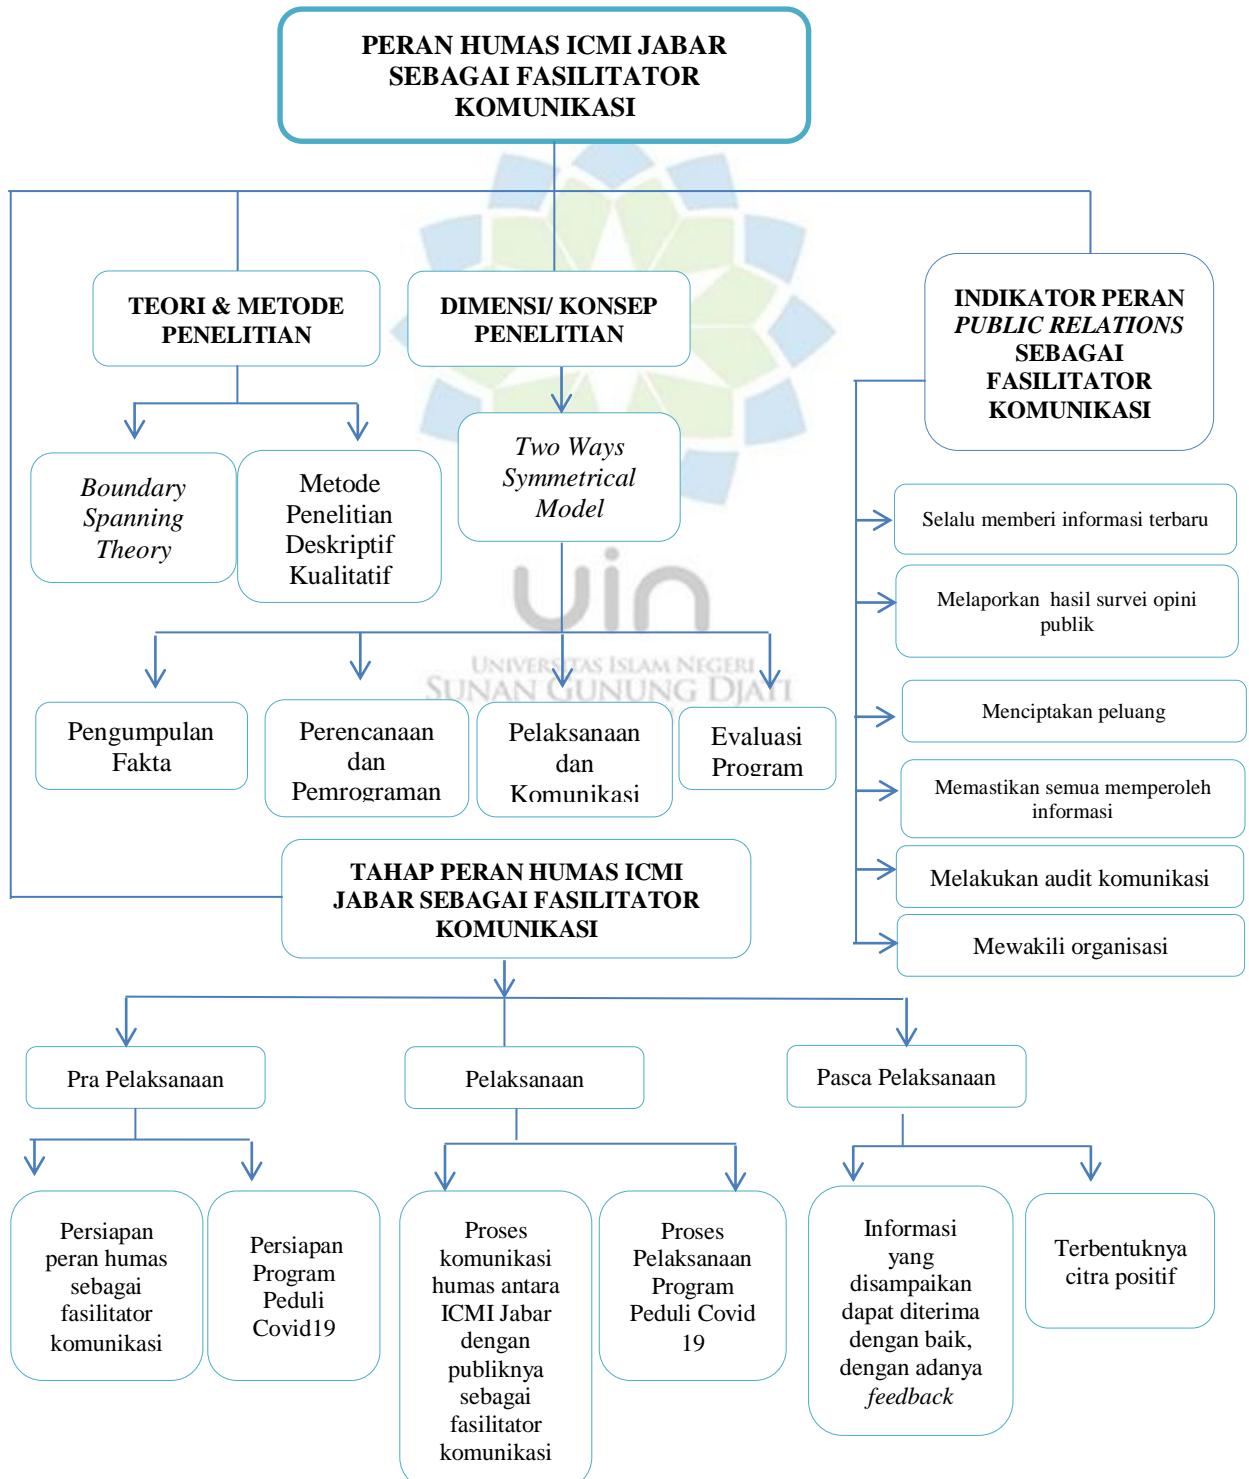 PERAN HUMAS ICMI JABAR
SEBAGAI FASILITATOR
KOMUNIKASI
TEORI & METODE
PENELITIAN
DIMENSI/ KONSEP
PENELITIAN
INDIKATOR PERAN
PUBLIC RELATIONS
SEBAGAI
FASILITATOR
KOMUNIKASI
Boundary
Spanning
Theory
Metode
Penelitian
Deskriptif
Kualitatif
Two Ways
Symmetrical
Model
Selalu memberi informasi terbaru
Melaporkan hasil survei opini
publik
Menciptakan peluang
Memastikan semua memperoleh
informasi
Melakukan audit komunikasi
Mewakili organisasi
uin
UNIVERSITAS ISLAM NEGERI
SUNAN GUNUNG DJATI
Pengumpulan
Fakta
Perencanaan
dan
Pemrograman
Pelaksanaan
dan
Komunikasi
Evaluasi
Program
TAHAP PERAN HUMAS ICMI
JABAR SEBAGAI FASILITATOR
KOMUNIKASI
Pra Pelaksanaan
Pelaksanaan
Pasca Pelaksanaan
Persiapan
peran humas
sebagai
fasilitator
komunikasi
Persiapan
Program
Peduli
Covid19
Proses
komunikasi
humas antara
ICMI Jabar
dengan
publiknya
sebagai
fasilitator
komunikasi
Proses
Pelaksanaan
Program
Peduli Covid
19
Informasi
yang
disampaikan
dapat diterima
dengan baik,
dengan adanya
feedback
Terbentuknya
citra positif